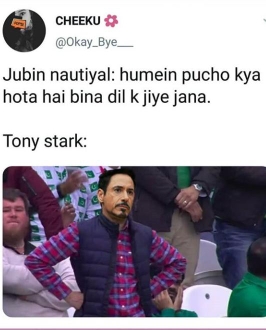 CHEEKU
@Okay_Bye___
Jubin nautiyal: humein pucho kya
hota hai bina dil k jiye jana.
Tony stark: